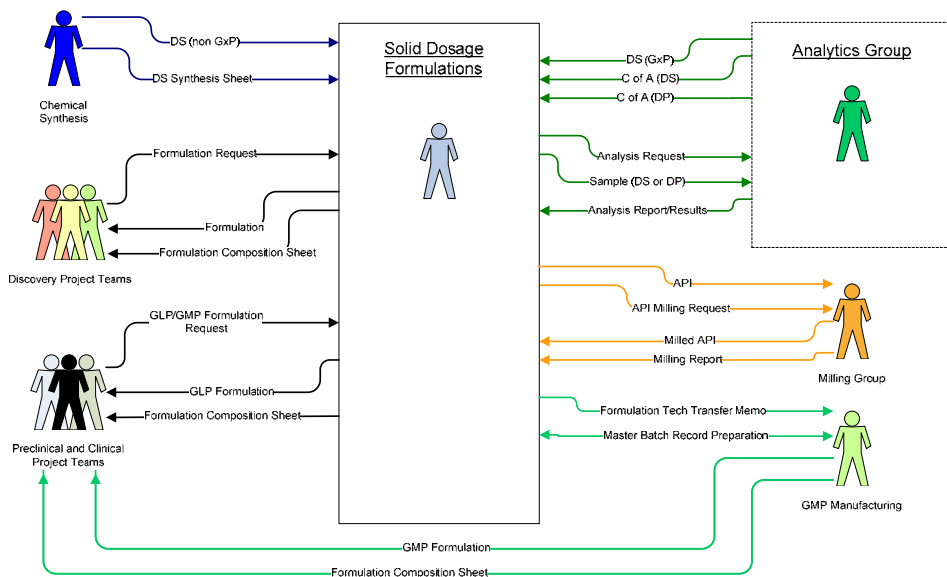 Solid Dosage
Formulations
Analytics Group
DS (non GxP)
DS Synthesis Sheet
Chemical
Synthesis
DS (GxP)
C of A (DS)
C of A (DP)
Formulation Request
Formulation
Formulation Composition Sheet
Discovery Project Teams
Analysis Request
Sample (DS or DP)
Analysis Report/Results
API
API Milling Request
Milled API
Milling Report
Milling Group
GLP/GMP Formulation
Request
GLP Formulation
Formulation Composition Sheet
Preclinical and Clinical
Project Teams
Formulation Tech Transfer Memo
Master Batch Record Preparation
GMP Manufacturing
GMP Formulation
Formulation Composition Sheet